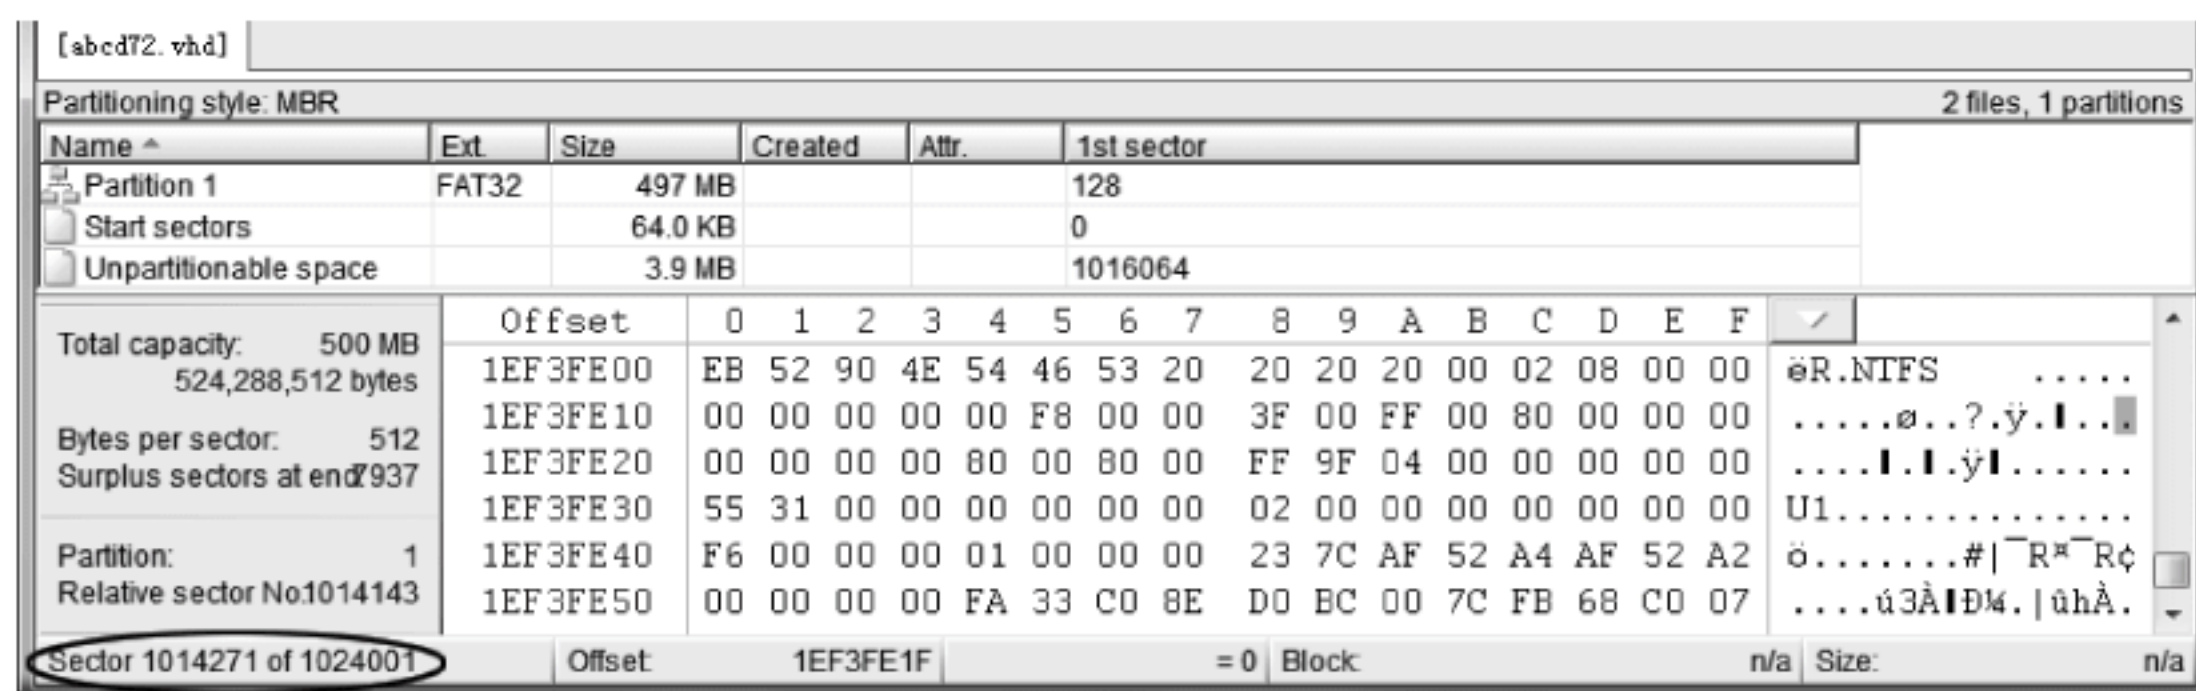 [abcd72.vhd]
Partitioning style: MBR 2 files, 1 partitions
Name Ext. Size Created Attr. 1st sector
Partition 1 FAT32 497 MB 128
Start sectors 64.0 KB 0
Unpartitionable space 3.9 MB 1016064
Total capacity: 500 MB
524,288,512 bytes
Bytes per sector: 512
Surplus sectors at end 7937
Partition: 1
Relative sector No. 1014143
Offset 0 1 2 3 4 5 6 7 8 9 A B C D E F
1EF3FE00 EB 52 90 4E 54 46 53 20 20 20 20 00 02 08 00 00 ëR.NTFS .....
1EF3FE10 00 00 00 00 00 F8 00 00 3F 00 FF 00 80 00 00 00 .....ø..?.ÿ.▌...
1EF3FE20 00 00 00 00 80 00 80 00 FF 9F 04 00 00 00 00 00 ....▌.▌.ÿ▌......
1EF3FE30 55 31 00 00 00 00 00 00 02 00 00 00 00 00 00 00 U1..............
1EF3FE40 F6 00 00 00 01 00 00 00 23 7C AF 52 A4 AF 52 A2 ö.......#|¯R¤¯R¢
1EF3FE50 00 00 00 00 FA 33 C0 8E D0 BC 00 7C FB 68 C0 07 ....ú3À▌Ð¼.|ûhÀ.
Sector 1014271 of 1024001 Offset: 1EF3FE1F = 0 Block: n/a Size: n/a